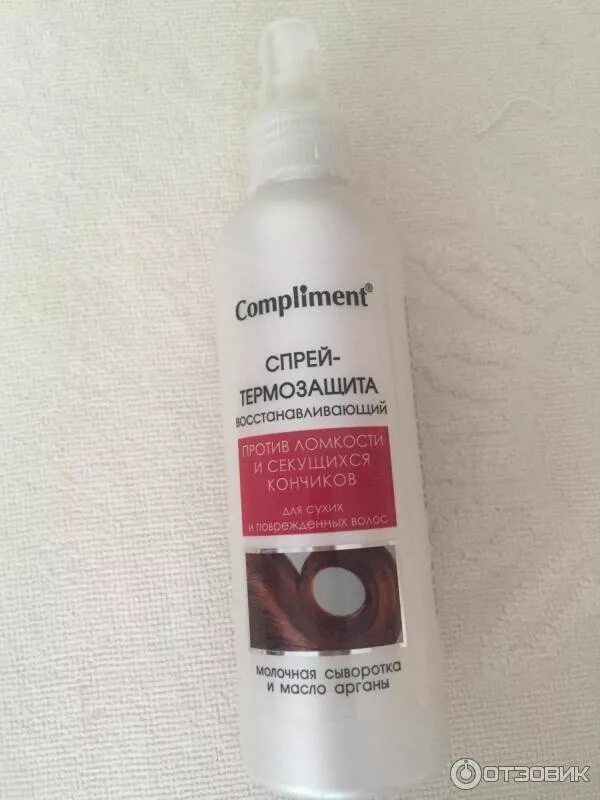 Compliment®
СПРЕЙ-
ТЕРМОЗАЩИТА
восстанавливающий
ПРОТИВ ЛОМКОСТИ
И СЕКУЩИХСЯ
КОНЧИКОВ
для сухих
и поврежденных волос
молочная сыворотка
и масло арганы
ОТЗОВИК